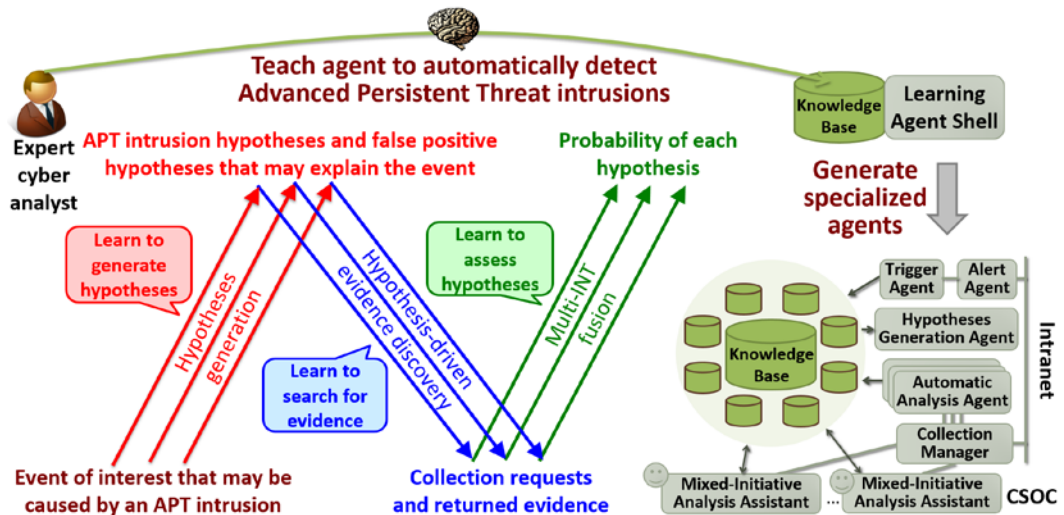 Teach agent to automatically detect
Advanced Persistent Threat intrusions
Expert
cyber
analyst
Knowledge
Base
Learning
Agent Shell
APT intrusion hypotheses and false positive
hypotheses that may explain the event
Probability of each
hypothesis
Generate
specialized
agents
Learn to
generate
hypotheses
Hypotheses
generation
Hypothesis-driven
evidence discovery
Learn to
search for
evidence
Learn to
assess
hypotheses
Multi-INT
fusion
Event of interest that may be
caused by an APT intrusion
Collection requests
and returned evidence
Trigger
Agent
Alert Agent
Hypotheses
Generation Agent
Knowledge
Base
Automatic
Analysis Agent
Collection
Manager
Intranet
Mixed-Initiative
Analysis Assistant
...
Mixed-Initiative
Analysis Assistant
CSOC